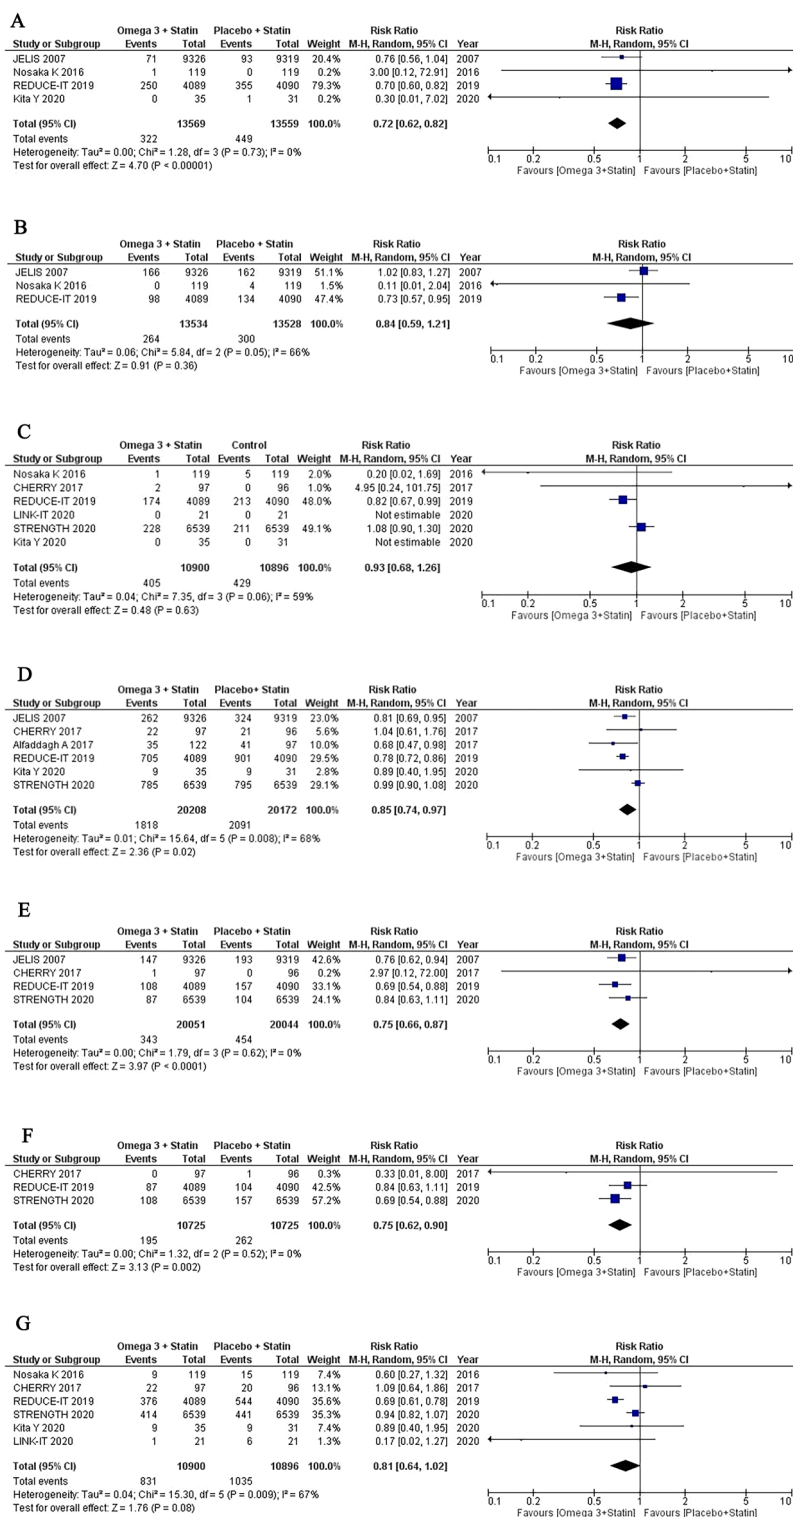 A
Omega 3 + Statin Placebo + Statin Risk Ratio Risk Ratio
Study or Subgroup Events Total Events Total Weight M-H, Random, 95% CI Year M-H, Random, 95% CI
JELIS 2007 71 9326 93 9319 20.4% 0.76 [0.56, 1.04] 2007
Nosaka K 2016 1 119 0 119 0.2% 3.00 [0.12, 72.91] 2016
REDUCE-IT 2019 250 4089 355 4090 79.3% 0.70 [0.60, 0.82] 2019
Kita Y 2020 0 35 1 31 0.2% 0.30 [0.01, 7.02] 2020
Total (95% CI) 13569 13559 100.0% 0.72 [0.62, 0.82]
Total events 322 449
Heterogeneity: Tau² = 0.00; Chi² = 1.28, df = 3 (P = 0.73); I² = 0%
Test for overall effect: Z = 4.70 (P < 0.00001)
0.1 0.2 0.5 1 2 5 10
Favours [Omega 3+Statin] Favours [Placebo+Statin]
B
Omega 3 + Statin Placebo + Statin Risk Ratio Risk Ratio
Study or Subgroup Events Total Events Total Weight M-H, Random, 95% CI Year M-H, Random, 95% CI
JELIS 2007 166 9326 162 9319 51.1% 1.02 [0.83, 1.27] 2007
Nosaka K 2016 0 119 4 119 1.5% 0.11 [0.01, 2.04] 2016
REDUCE-IT 2019 98 4089 134 4090 47.4% 0.73 [0.57, 0.95] 2019
Total (95% CI) 13534 13528 100.0% 0.84 [0.59, 1.21]
Total events 264 300
Heterogeneity: Tau² = 0.06; Chi² = 5.84, df = 2 (P = 0.05); I² = 66%
Test for overall effect: Z = 0.91 (P = 0.36)
0.1 0.2 0.5 1 2 5 10
Favours [Omega 3+Statin] Favours [Placebo+Statin]
C
Omega 3 + Statin Control Risk Ratio Risk Ratio
Study or Subgroup Events Total Events Total Weight M-H, Random, 95% CI Year M-H, Random, 95% CI
Nosaka K 2016 1 119 5 119 2.0% 0.20 [0.02, 1.69] 2016
CHERRY 2017 2 97 0 96 1.0% 4.95 [0.24, 101.75] 2017
REDUCE-IT 2019 174 4089 213 4090 48.0% 0.82 [0.67, 0.99] 2019
LINK-IT 2020 0 21 0 21 Not estimable 2020
STRENGTH 2020 228 6539 211 6539 49.1% 1.08 [0.90, 1.30] 2020
Kita Y 2020 0 35 0 31 Not estimable 2020
Total (95% CI) 10900 10896 100.0% 0.93 [0.68, 1.26]
Total events 405 429
Heterogeneity: Tau² = 0.04; Chi² = 7.35, df = 3 (P = 0.06); I² = 59%
Test for overall effect: Z = 0.48 (P = 0.63)
0.1 0.2 0.5 1 2 5 10
Favours [Omega 3+Statin] Favours [Placebo+Statin]
D
Omega 3 + Statin Placebo+ Statin Risk Ratio Risk Ratio
Study or Subgroup Events Total Events Total Weight M-H, Random, 95% CI Year M-H, Random, 95% CI
JELIS 2007 262 9326 324 9319 23.0% 0.81 [0.69, 0.95] 2007
CHERRY 2017 22 97 21 96 5.6% 1.04 [0.61, 1.76] 2017
Alfaddagh A 2017 35 122 41 97 10.0% 0.68 [0.47, 0.98] 2017
REDUCE-IT 2019 705 4089 901 4090 29.5% 0.78 [0.72, 0.86] 2019
Kita Y 2020 9 35 9 31 2.8% 0.89 [0.40, 1.95] 2020
STRENGTH 2020 785 6539 795 6539 29.1% 0.99 [0.90, 1.08] 2020
Total (95% CI) 20208 20172 100.0% 0.85 [0.74, 0.97]
Total events 1818 2091
Heterogeneity: Tau² = 0.01; Chi² = 15.64, df = 5 (P = 0.008); I² = 68%
Test for overall effect: Z = 2.36 (P = 0.02)
0.1 0.2 0.5 1 2 5 10
Favours [Omega 3+Statin] Favours [Placebo+Statin]
E
Omega 3 + Statin Placebo + Statin Risk Ratio Risk Ratio
Study or Subgroup Events Total Events Total Weight M-H, Random, 95% CI Year M-H, Random, 95% CI
JELIS 2007 147 9326 193 9319 42.6% 0.76 [0.62, 0.94] 2007
CHERRY 2017 1 97 0 96 0.2% 2.97 [0.12, 72.00] 2017
REDUCE-IT 2019 108 4089 157 4090 33.1% 0.69 [0.54, 0.88] 2019
STRENGTH 2020 87 6539 104 6539 24.1% 0.84 [0.63, 1.11] 2020
Total (95% CI) 20051 20044 100.0% 0.75 [0.66, 0.87]
Total events 343 454
Heterogeneity: Tau² = 0.00; Chi² = 1.79, df = 3 (P = 0.62); I² = 0%
Test for overall effect: Z = 3.97 (P < 0.0001)
0.1 0.2 0.5 1 2 5 10
Favours [Omega 3+Statin] Favours [Placebo+Statin]
F
Omega 3 + Statin Placebo + Statin Risk Ratio Risk Ratio
Study or Subgroup Events Total Events Total Weight M-H, Random, 95% CI Year M-H, Random, 95% CI
CHERRY 2017 0 97 1 96 0.3% 0.33 [0.01, 8.00] 2017
REDUCE-IT 2019 87 4089 104 4090 42.5% 0.84 [0.63, 1.11] 2019
STRENGTH 2020 108 6539 157 6539 57.2% 0.69 [0.54, 0.88] 2020
Total (95% CI) 10725 10725 100.0% 0.75 [0.62, 0.90]
Total events 195 262
Heterogeneity: Tau² = 0.00; Chi² = 1.32, df = 2 (P = 0.52); I² = 0%
Test for overall effect: Z = 3.13 (P = 0.002)
0.1 0.2 0.5 1 2 5 10
Favours [Omega 3+Statin] Favours [Placebo+Statin]
G
Omega 3 + Statin Placebo + Statin Risk Ratio Risk Ratio
Study or Subgroup Events Total Events Total Weight M-H, Random, 95% CI Year M-H, Random, 95% CI
Nosaka K 2016 9 119 15 119 7.4% 0.60 [0.27, 1.32] 2016
CHERRY 2017 22 97 20 96 13.1% 1.09 [0.64, 1.86] 2017
REDUCE-IT 2019 376 4089 544 4090 35.6% 0.69 [0.61, 0.78] 2019
STRENGTH 2020 414 6539 441 6539 35.3% 0.94 [0.82, 1.07] 2020
Kita Y 2020 9 35 9 31 7.4% 0.89 [0.40, 1.95] 2020
LINK-IT 2020 1 21 6 21 1.3% 0.17 [0.02, 1.27] 2020
Total (95% CI) 10900 10896 100.0% 0.81 [0.64, 1.02]
Total events 831 1035
Heterogeneity: Tau² = 0.04; Chi² = 15.30, df = 5 (P = 0.009); I² = 67%
Test for overall effect: Z = 1.76 (P = 0.08)
0.1 0.2 0.5 1 2 5 10
Favours [Omega 3+Statin] Favours [Placebo+Statin]